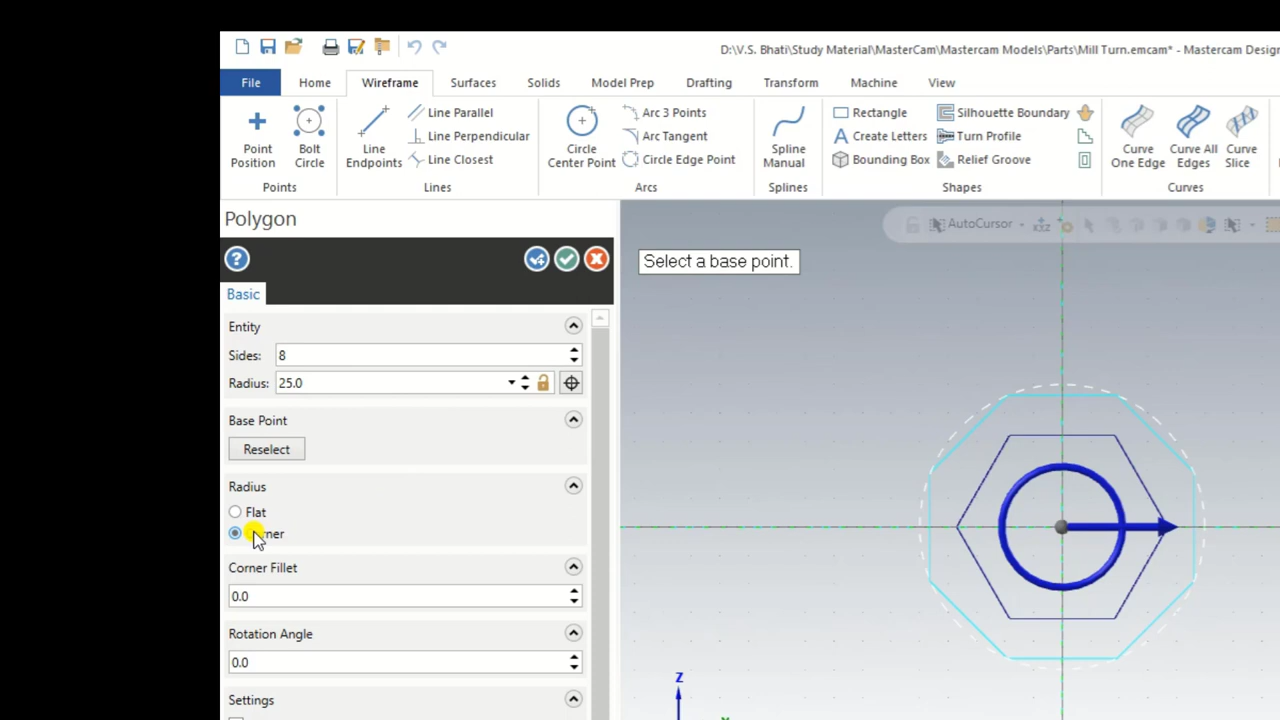 D:\V.S. Bhati\Study Material\MasterCam\Mastercam Models\Parts\Mill Turn.emcam* - Mastercam Desig
File Home Wireframe Surfaces Solids Model Prep Drafting Transform Machine View
Point Position
Bolt Circle
Points
Line Endpoints
Line Parallel
Line Perpendicular
Line Closest
Lines
Circle Center Point
Arc 3 Points
Arc Tangent
Circle Edge Point
Arcs
Spline Manual
Splines
Rectangle
Create Letters
Bounding Box
Silhouette Boundary
Turn Profile
Relief Groove
Shapes
Curve One Edge
Curve All Edges
Curve Slice
Curves
Polygon
AutoCursor
XYZ
Select a base point.
Basic
Entity
Sides: 8
Radius: 25.0
Base Point
Reselect
Radius
Flat
rner
Corner Fillet
0.0
Rotation Angle
0.0
Settings
Z